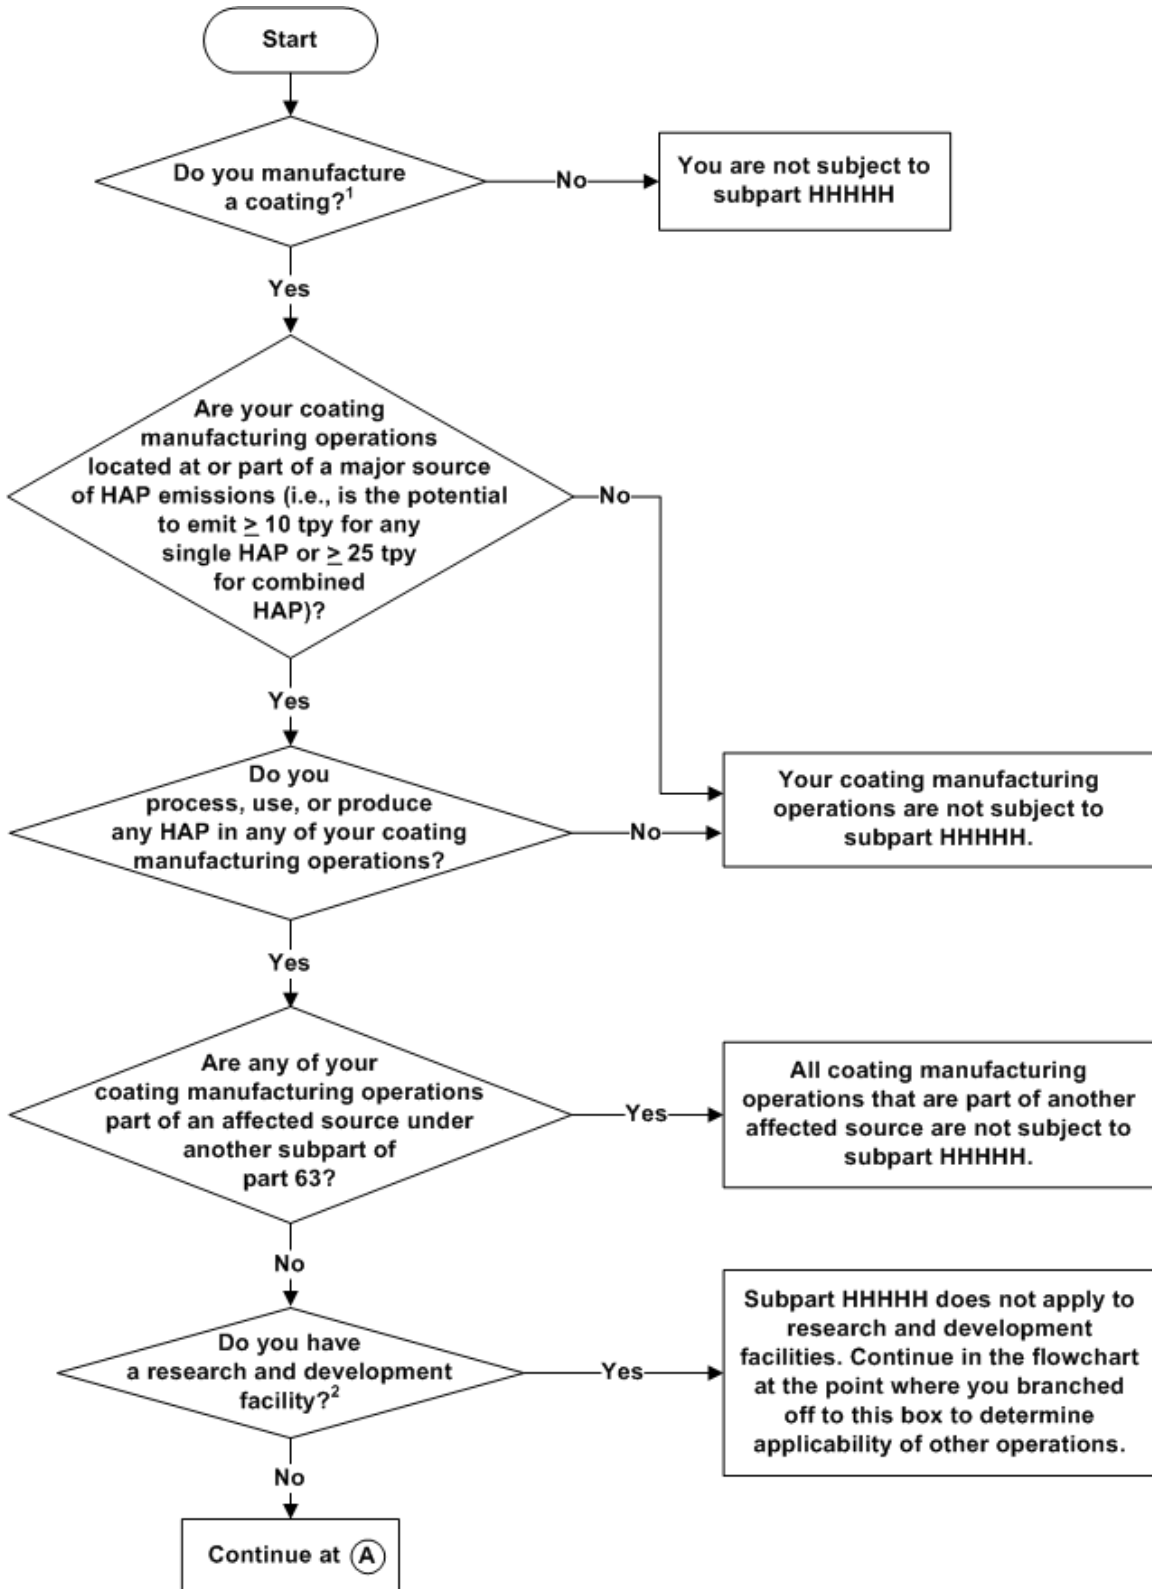 Start
Do you manufacture
a coating?1
No
You are not subject to
subpart HHHHH
Yes
Are your coating
manufacturing operations
located at or part of a major source
of HAP emissions (i.e., is the potential
to emit ≥ 10 tpy for any
single HAP or ≥ 25 tpy
for combined
HAP)?
No
Yes
Do you
process, use, or produce
any HAP in any of your coating
manufacturing operations?
No
Your coating manufacturing
operations are not subject to
subpart HHHHH.
Yes
Are any of your
coating manufacturing operations
part of an affected source under
another subpart of
part 63?
Yes
All coating manufacturing
operations that are part of another
affected source are not subject to
subpart HHHHH.
No
Do you have
a research and development
facility?2
Yes
Subpart HHHHH does not apply to
research and development
facilities. Continue in the flowchart
at the point where you branched
off to this box to determine
applicability of other operations.
No
Continue at A